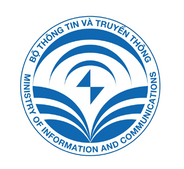 BỘ THÔNG TIN VÀ TRUYỀN THÔNG
MINISTRY OF INFORMATION AND COMMUNICATIONS